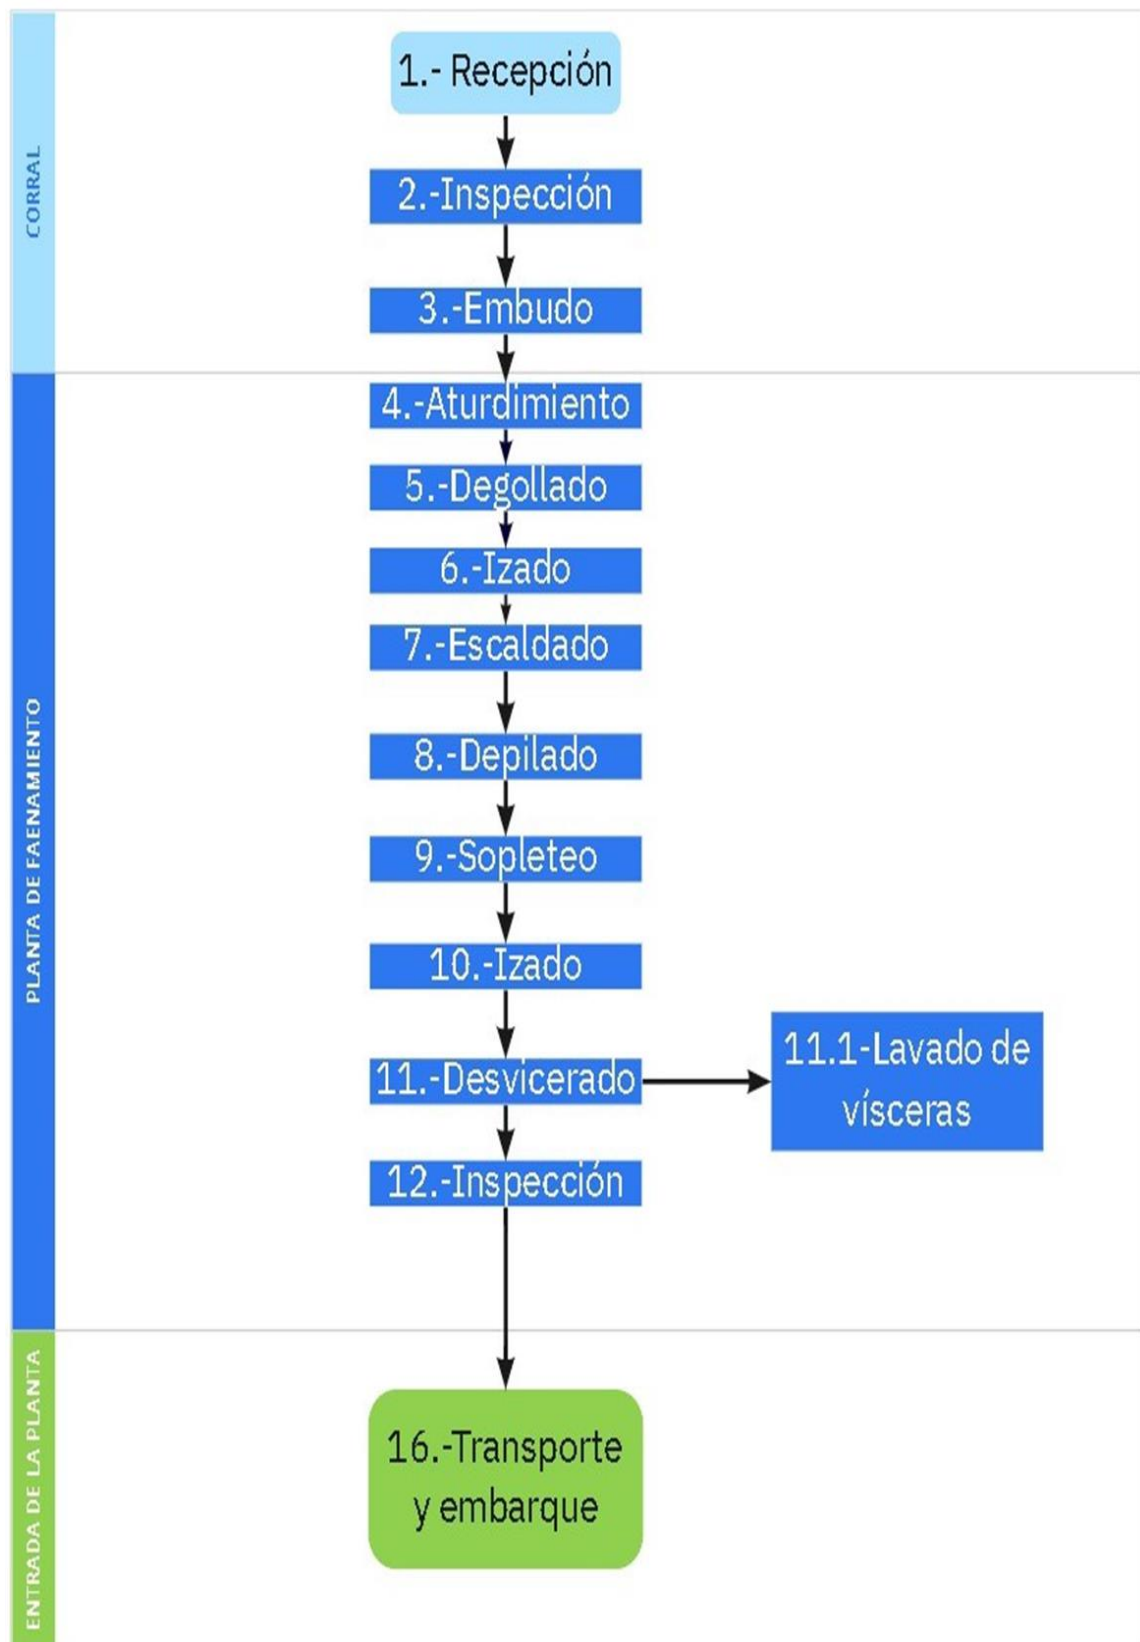 CORRAL
1.- Recepción
2.-Inspección
3.-Embudo
PLANTA DE FAENAMIENTO
4.-Aturdimiento
5.-Degollado
6.-Izado
7.-Escaldado
8.-Depilado
9.-Sopleteo
10.-Izado
11.-Desvicerado
11.1-Lavado de
vísceras
12.-Inspección
ENTRADA DE LA PLANTA
16.-Transporte
y embarque